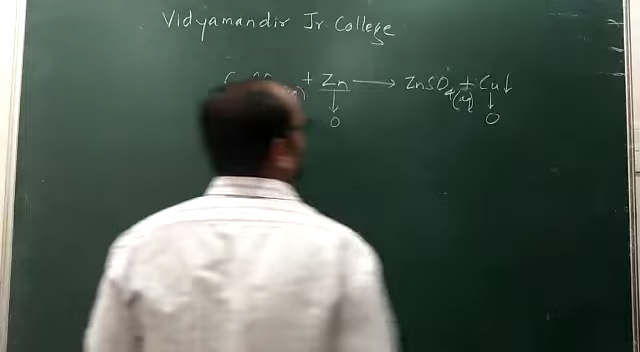 Vidyamandir Jr. College
+ Zn → ZnSO4(aq) + Cu↓
↓ ↓
0 0